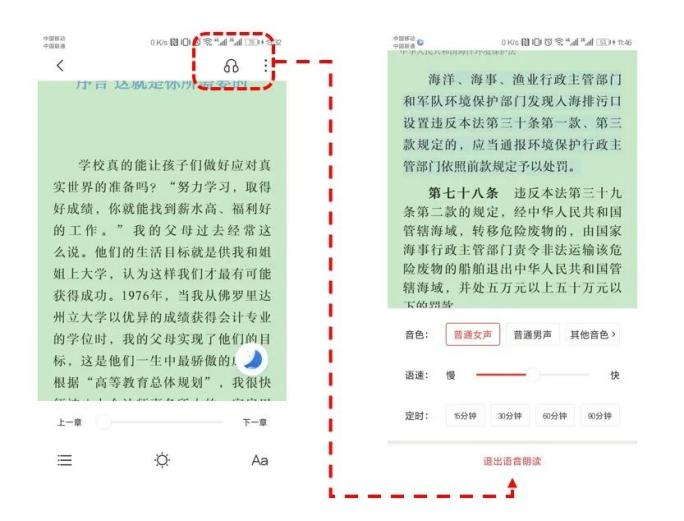 中国移动
中国联通
0 K/s
序言 这就是你所需要的
学校真的能让孩子们做好应对真
实世界的准备吗？“努力学习，取得
好成绩，你就能找到薪水高、福利好
的工作。”我的父母过去经常这
么说。他们的生活目标就是供我和姐
姐上大学，认为这样我们才最有可能
获得成功。1976年，当我从佛罗里达
州立大学以优异的成绩获得会计专业
的学位时，我的父母实现了他们的目
标，这是他们一生中最骄傲的
根据“高等教育总体规划”，我很快
上一章
下一章
Aa
中国移动
中国联通
0 K/s
11:46
海洋、海事、渔业行政主管部门
和军队环境保护部门发现入海排污口
设置违反本法第三十条第一款、第三
款规定的，应当通报环境保护行政主
管部门依照前款规定予以处罚。
第七十八条 违反本法第三十九
条第二款的规定，经中华人民共和国
管辖海域，转移危险废物的，由国家
海事行政主管部门责令非法运输该危
险废物的船舶退出中华人民共和国管
辖海域，并处五万元以上五十万元以
下的罚款
音色： 普通女声 普通男声 其他音色 >
语速： 慢 快
定时： 15分钟 30分钟 60分钟 90分钟
退出语音朗读